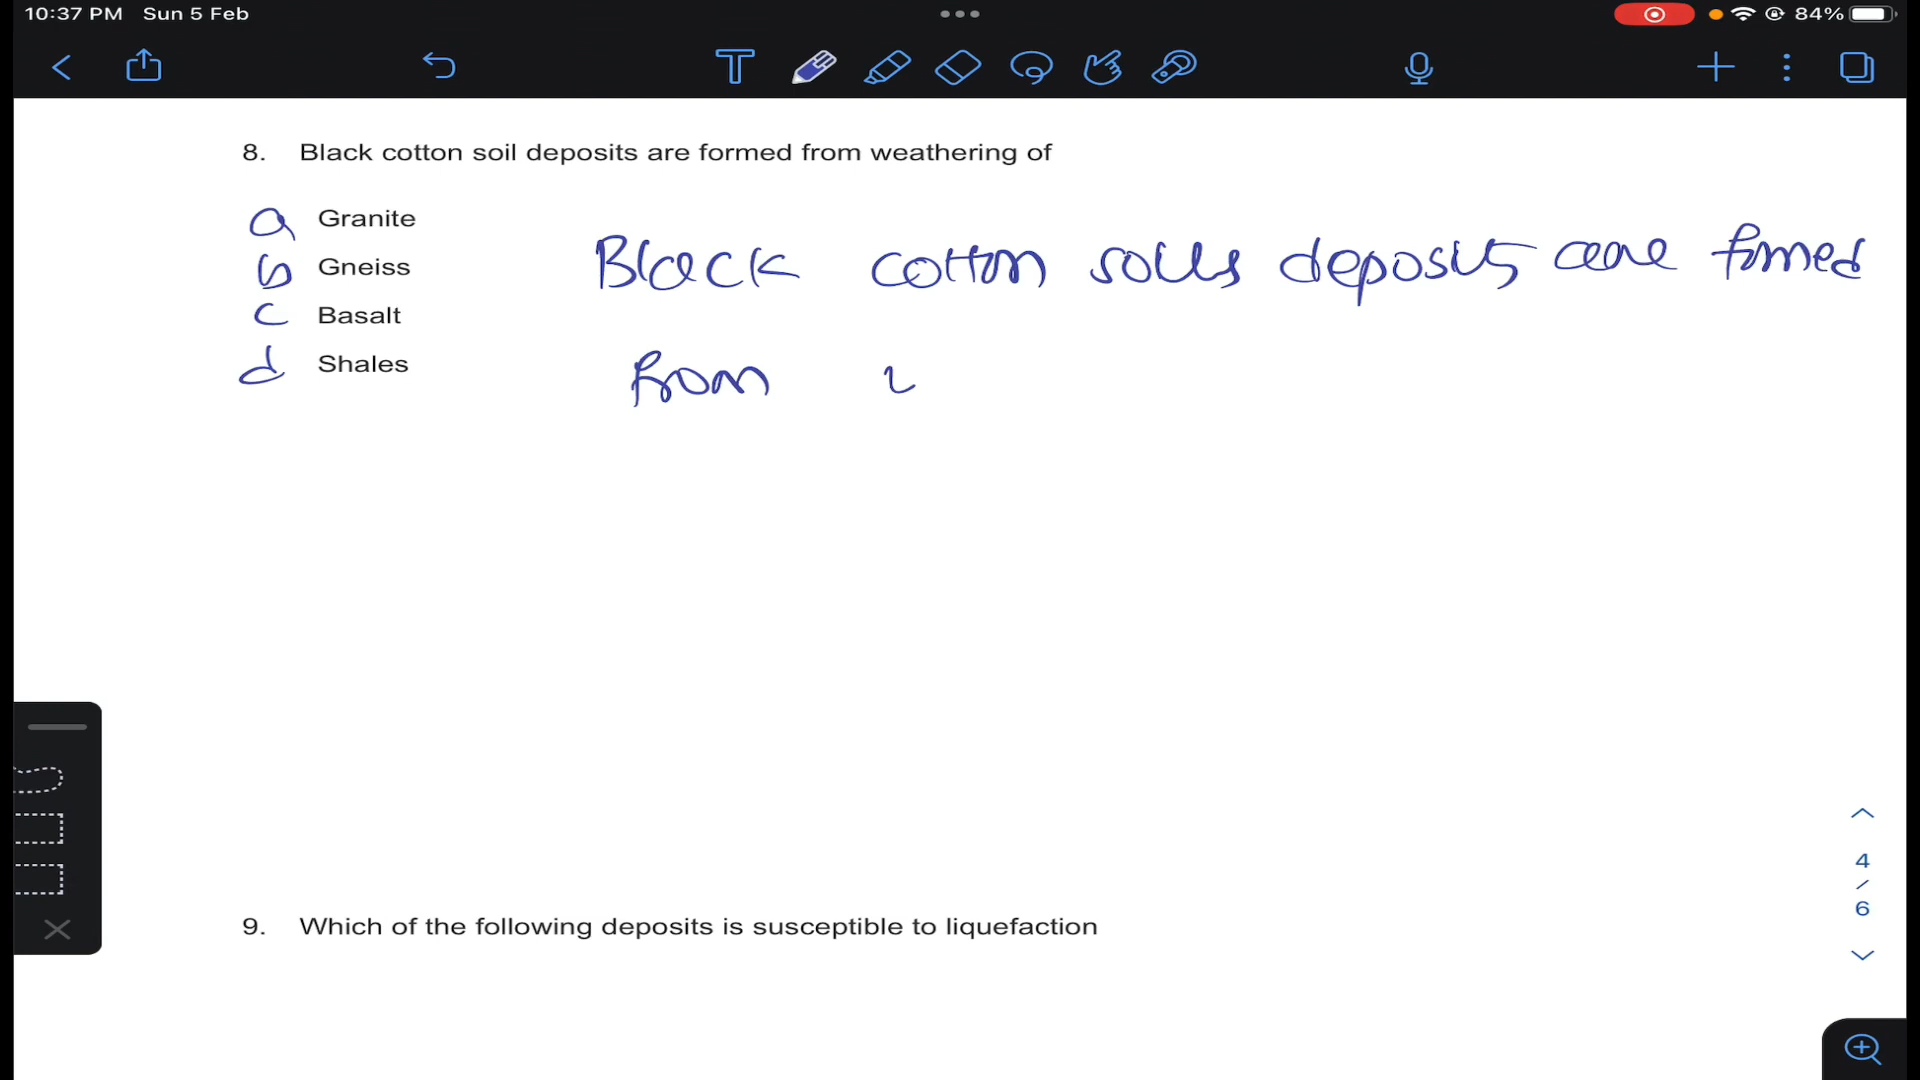 10:37 PM Sun 5 Feb
84%
8. Black cotton soil deposits are formed from weathering of
a Granite
b Gneiss
c Basalt
d Shales
Black cotton soils deposits are formed
from
4
/
6
9. Which of the following deposits is susceptible to liquefaction